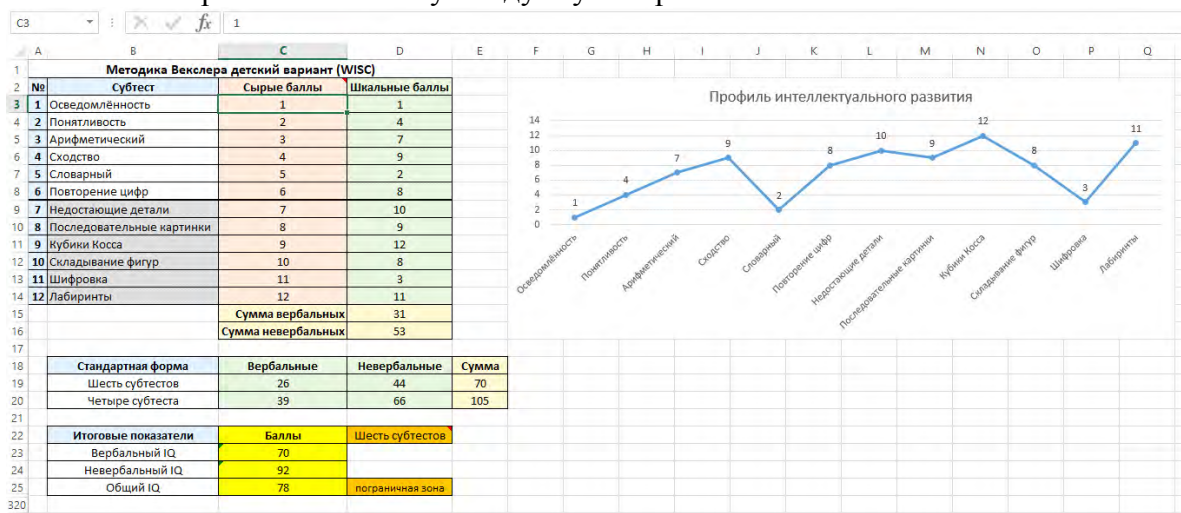 C3 fx 1
A B C D E F G H I J K L M N O P Q
1 Методика Векслера детский вариант (WISC)
2 № Субтест Сырые баллы Шкальные баллы
3 1 Осведомлённость 1 1
4 2 Понятливость 2 4
5 3 Арифметический 3 7
6 4 Сходство 4 9
7 5 Словарный 5 2
8 6 Повторение цифр 6 8
9 7 Недостающие детали 7 10
10 8 Последовательные картинки 8 9
11 9 Кубики Косса 9 12
12 10 Складывание фигур 10 8
13 11 Шифровка 11 3
14 12 Лабиринты 12 11
15 Сумма вербальных 31
16 Сумма невербальных 53
17
18 Стандартная форма Вербальные Невербальные Сумма
19 Шесть субтестов 26 44 70
20 Четыре субтеста 39 66 105
21
22 Итоговые показатели Баллы Шесть субтестов
23 Вербальный IQ 70
24 Невербальный IQ 92
25 Общий IQ 78 пограничная зона
320
Профиль интеллектуального развития
14
12
10
8
6
4
2
0
1 4 7 9 2 8 10 9 12 8 3 11
Осведомлённость
Понятливость
Арифметический
Сходство
Словарный
Повторение цифр
Недостающие детали
Последовательные картинки
Кубики Косса
Складывание фигур
Шифровка
Лабиринты